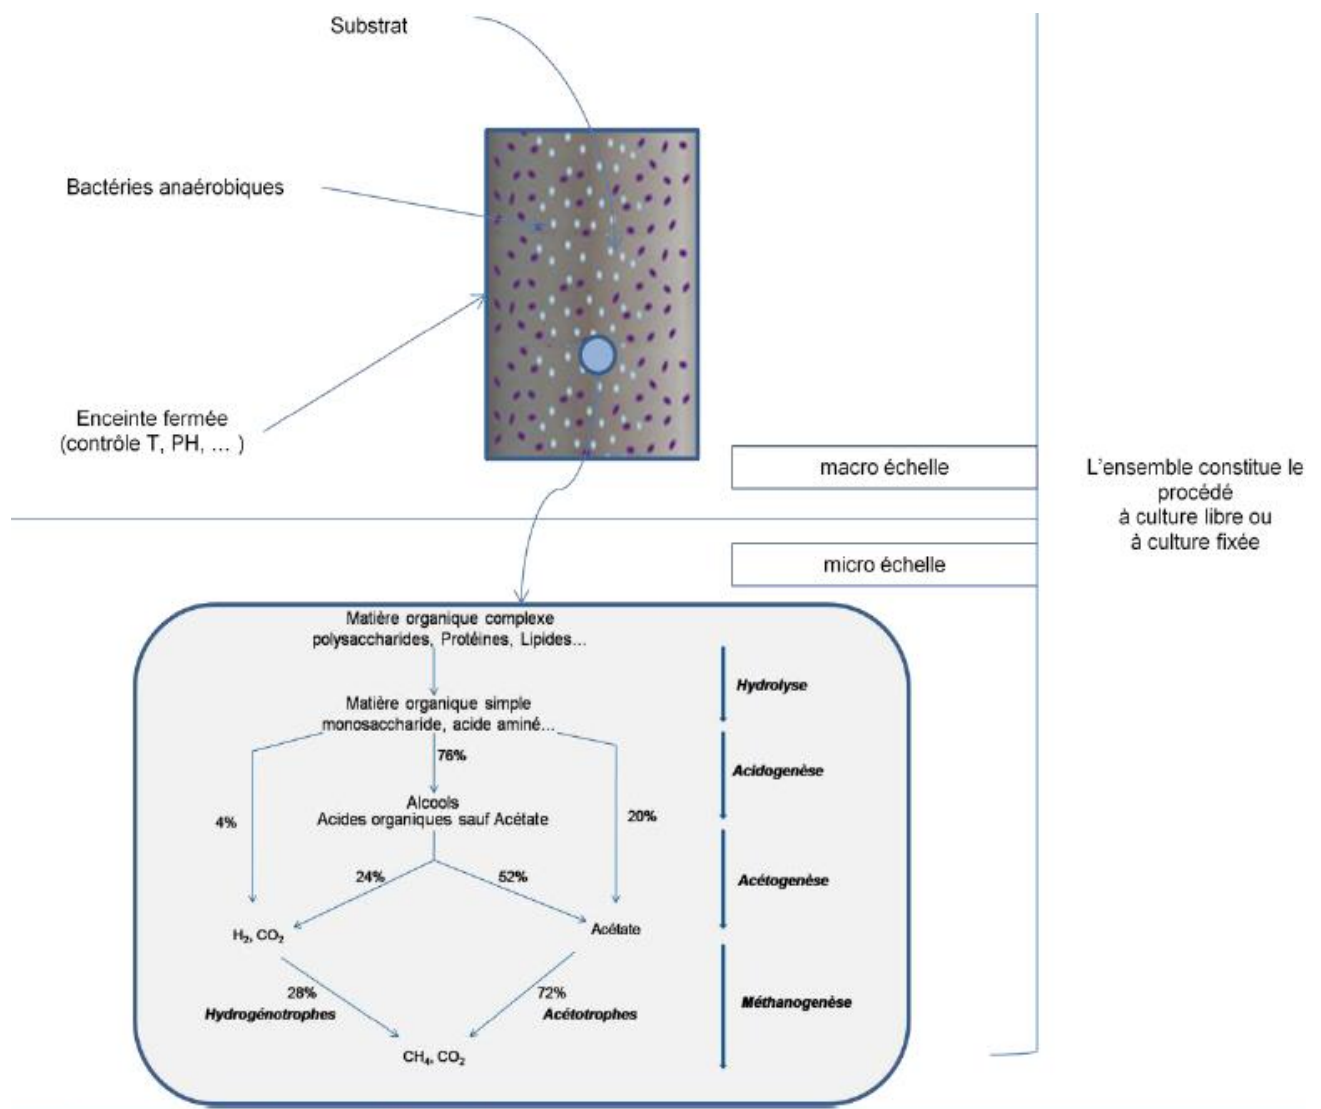 Substrat
Bactéries anaérobiques
Enceinte fermée
(contrôle T, PH, ... )
macro échelle
L'ensemble constitue le
procédé
à culture libre ou
à culture fixée
micro échelle
Matière organique complexe
polysaccharides, Protéines, Lipides...
Hydrolyse
Matière organique simple
monosaccharide, acide aminé...
76%
Acidogenèse
Alcools
Acides organiques sauf Acétate
4%
20%
24%
52%
Acétogenèse
H₂, CO₂
Acétate
28%
72%
Hydrogénotrophes
Acétotrophes
Méthanogenèse
CH₄, CO₂